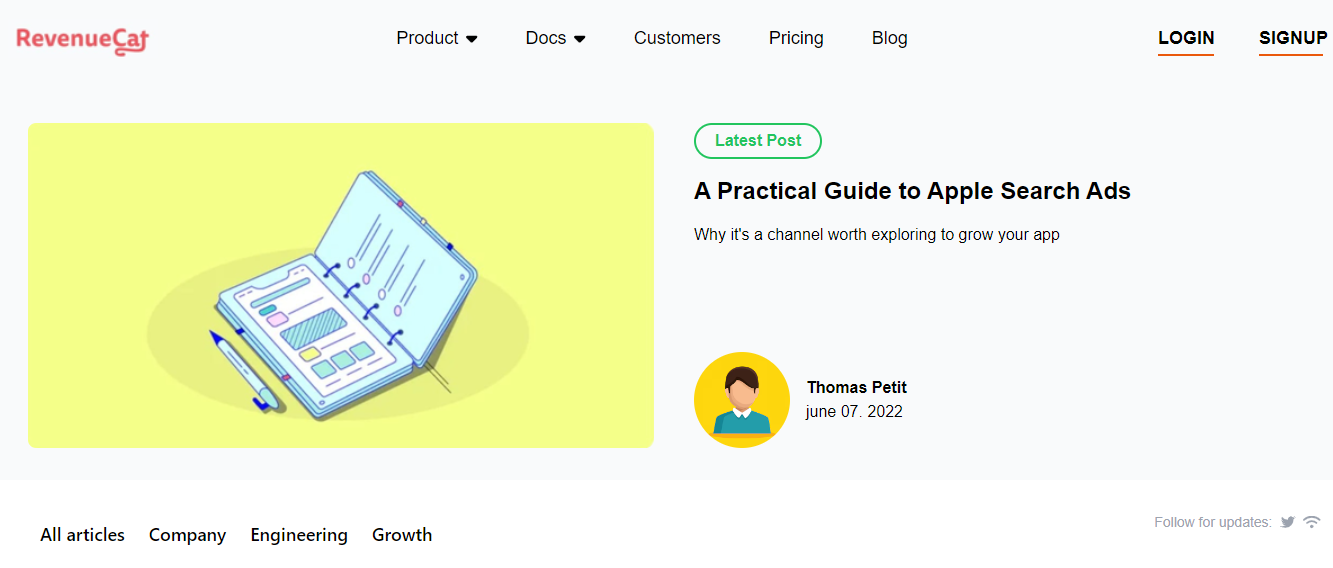 RevenueCat Product Docs Customers Pricing Blog LOGIN SIGNUP
Latest Post
A Practical Guide to Apple Search Ads
Why it's a channel worth exploring to grow your app
Thomas Petit
june 07. 2022
All articles Company Engineering Growth
Follow for updates: